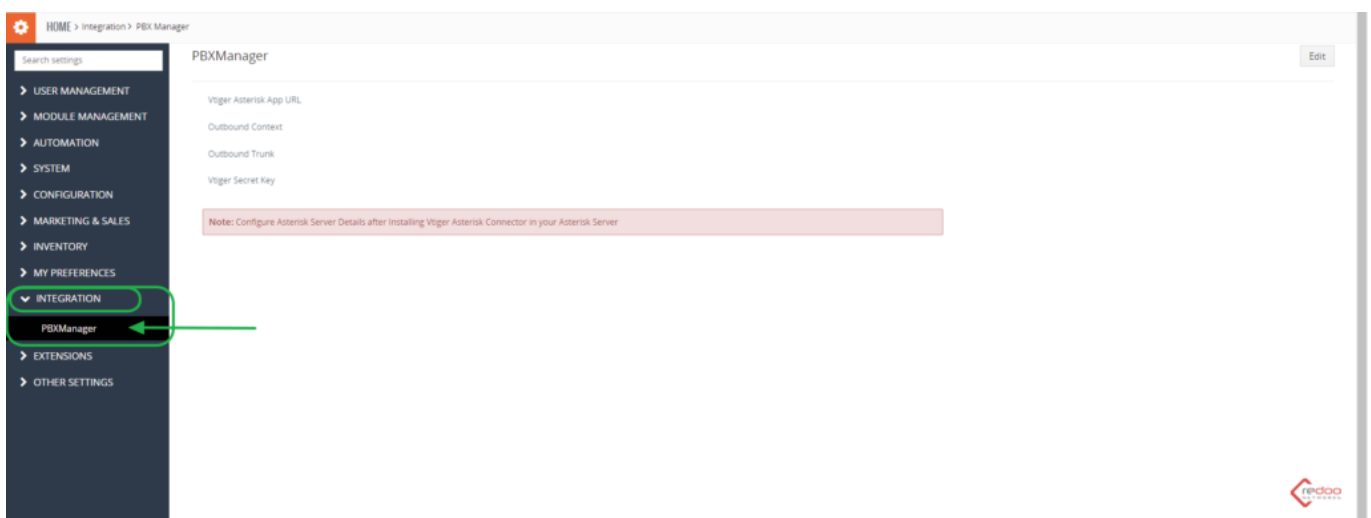 HOME > Integration > PBX Manager
Search settings
PBXManager
Edit
USER MANAGEMENT
MODULE MANAGEMENT
AUTOMATION
SYSTEM
CONFIGURATION
MARKETING & SALES
INVENTORY
MY PREFERENCES
INTEGRATION
PBXManager
EXTENSIONS
OTHER SETTINGS
Vtiger Asterisk App URL
Outbound Context
Outbound Trunk
Vtiger Secret Key
Note: Configure Asterisk Server Details after Installing Vtiger Asterisk Connector in your Asterisk Server
redoo
NETWORKS